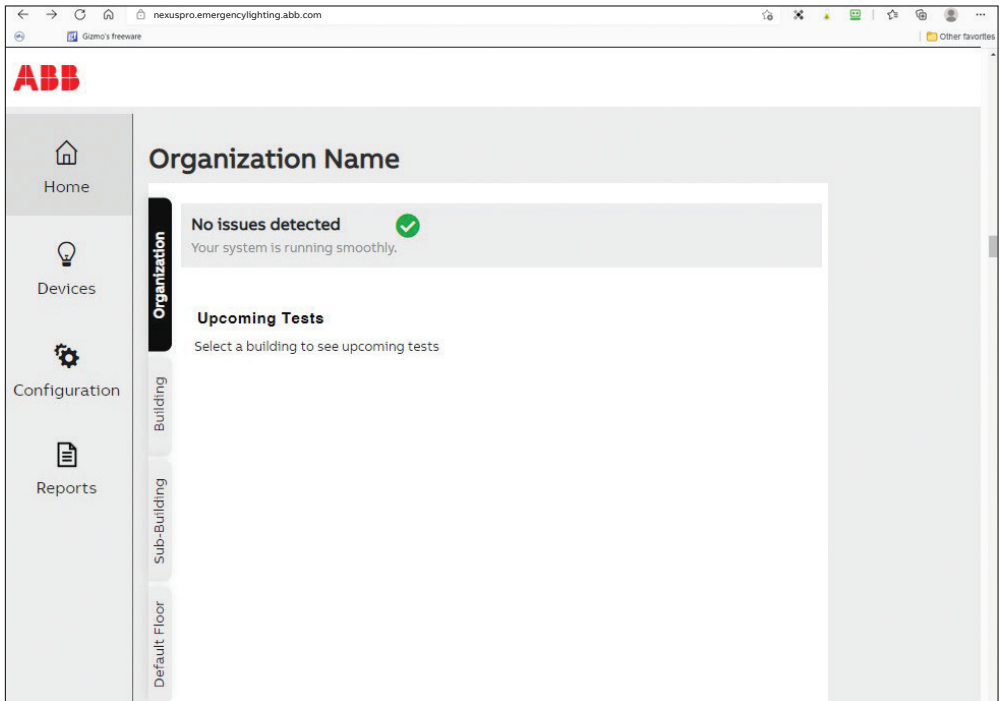 nexuspro.emergencylighting.abb.com
Gizmo's freeware
Other favorites
ABB
Home
Devices
Configuration
Reports
Organization Name
Organization
Building
Sub-Building
Default Floor
No issues detected
Your system is running smoothly.
Upcoming Tests
Select a building to see upcoming tests